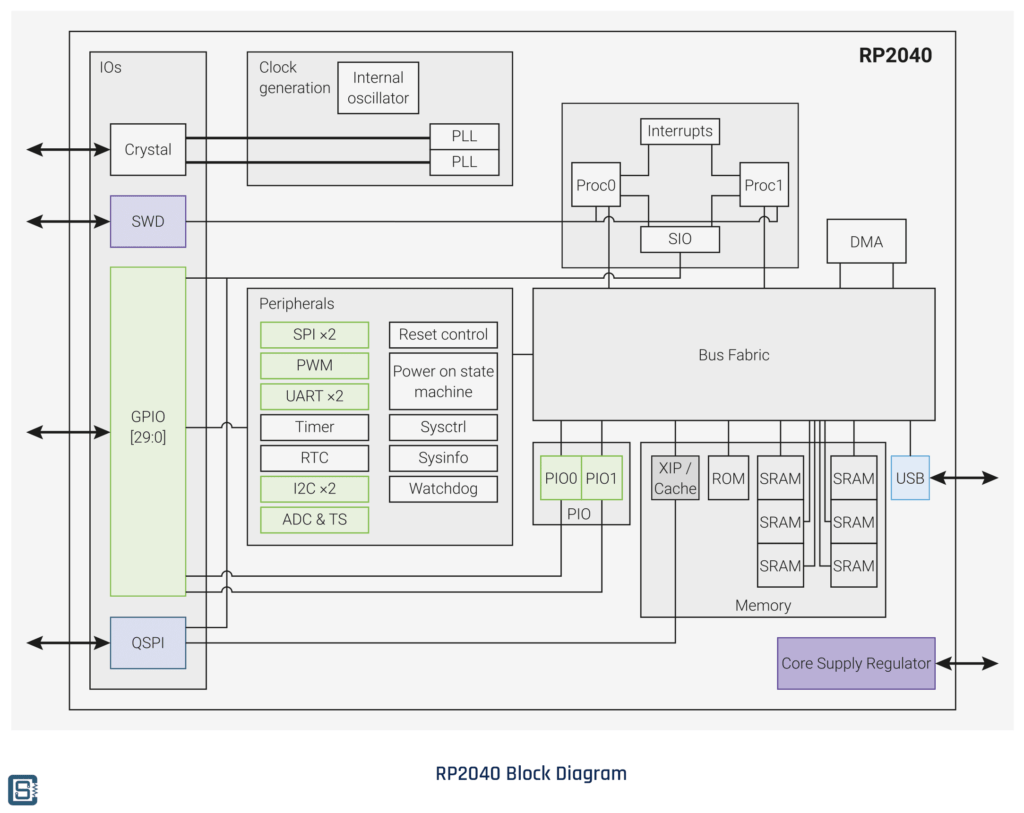 RP2040
IOs
Clock
generation
Internal
oscillator
Crystal
PLL
PLL
Interrupts
Proc0
Proc1
SIO
SWD
DMA
GPIO
[29:0]
Peripherals
SPI ×2
PWM
UART ×2
Timer
RTC
I2C ×2
ADC & TS
Reset control
Power on state
machine
Sysctrl
Sysinfo
Watchdog
Bus Fabric
PIO0
PIO1
PIO
XIP /
Cache
ROM
SRAM
SRAM
SRAM
SRAM
SRAM
SRAM
Memory
USB
QSPI
Core Supply Regulator
RP2040 Block Diagram